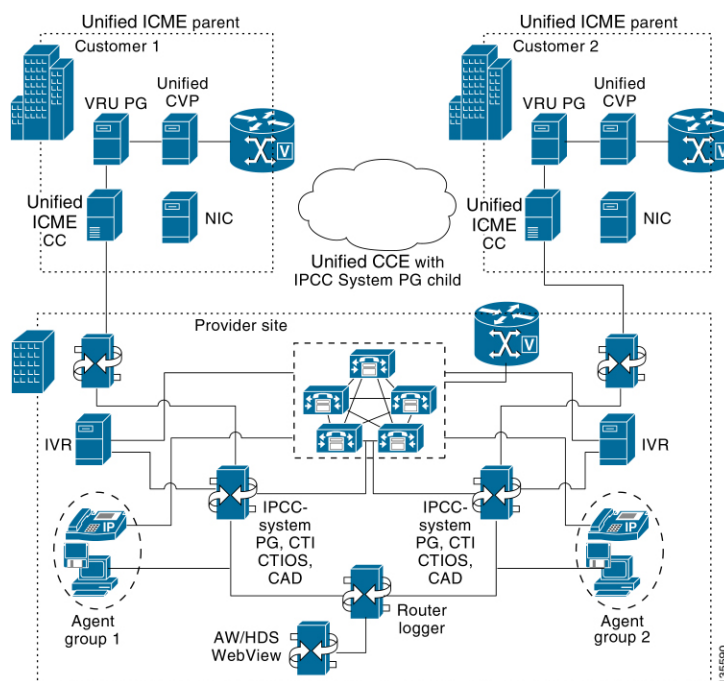 Unified ICME parent
Customer 1
Unified
CVP
VRU PG
V
Unified
ICME
CC
NIC
Unified ICME parent
Customer 2
Unified
CVP
VRU PG
V
Unified
ICME
CC
NIC
Unified CCE with
IPCC System PG child
Provider site
V
IVR
IVR
IP
Agent
group 1
IPCC-
system
PG, CTI
CTIOS,
CAD
IPCC-
system
PG, CTI
CTIOS,
CAD
IP
Agent
group 2
Router
logger
AW/HDS
WebView